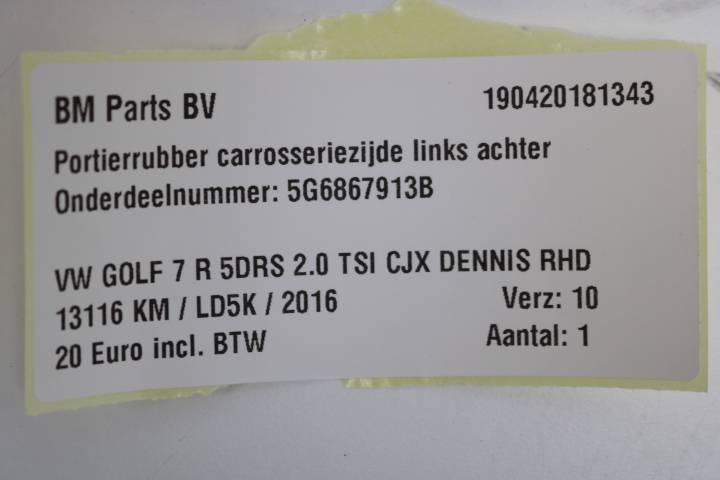 BM Parts BV 190420181343
Portierrubber carrosseriezijde links achter
Onderdeelnummer: 5G6867913B
VW GOLF 7 R 5DRS 2.0 TSI CJX DENNIS RHD
13116 KM / LD5K / 2016 Verz: 10
20 Euro incl. BTW Aantal: 1